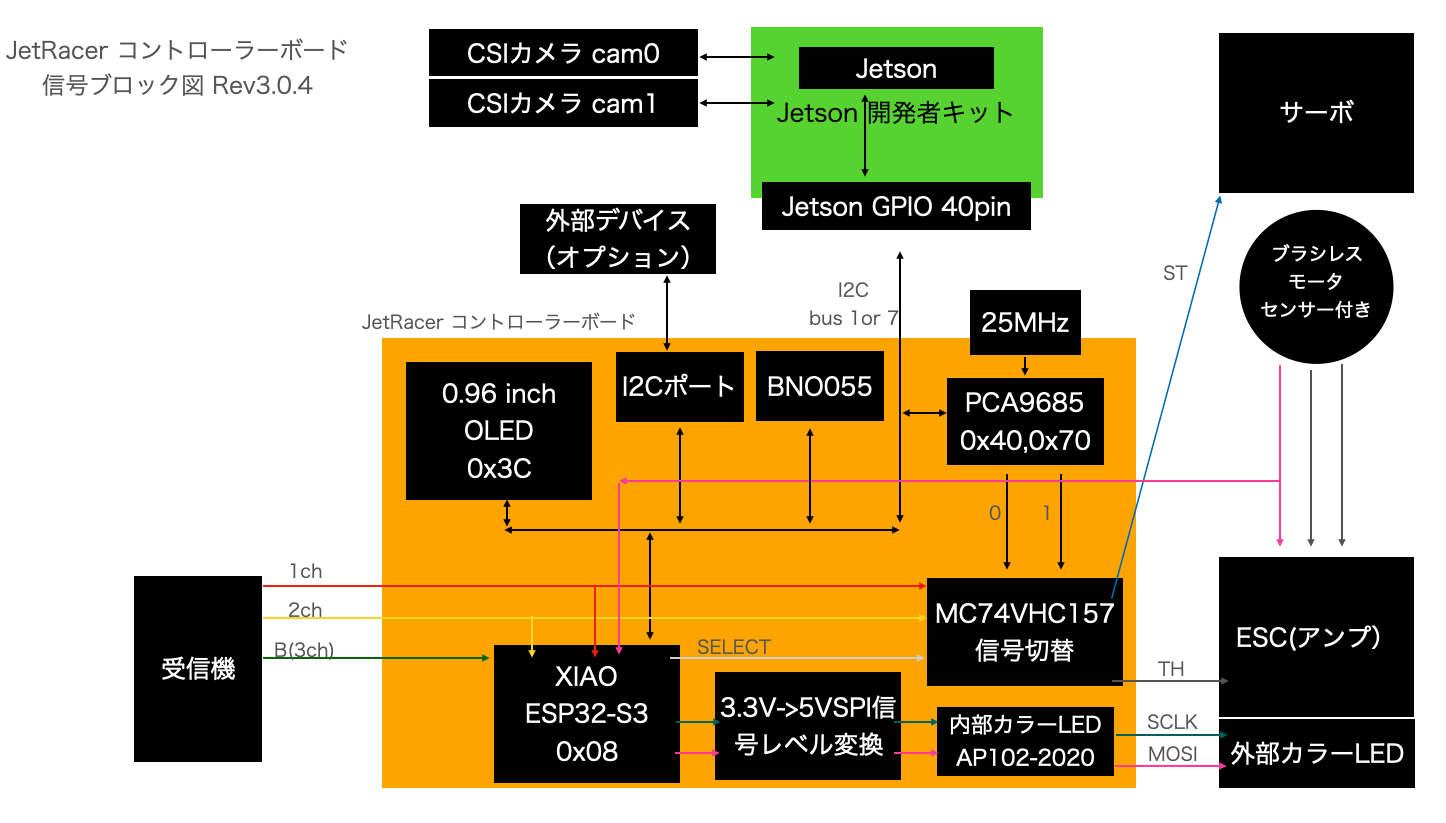 JetRacer コントローラーボード
信号ブロック図 Rev3.0.4
CSIカメラ cam0
CSIカメラ cam1
Jetson
Jetson 開発者キット
Jetson GPIO 40pin
サーボ
外部デバイス
（オプション）
ブラシレス
モータ
センサー付き
ST
I2C
bus 1or 7
JetRacer コントローラーボード
25MHz
0.96 inch
OLED
0x3C
I2Cポート
BNO055
PCA9685
0x40,0x70
0
1
1ch
2ch
B(3ch)
受信機
MC74VHC157
信号切替
SELECT
XIAO
ESP32-S3
0x08
3.3V->5VSPI信
号レベル変換
内部カラーLED
AP102-2020
ESC(アンプ）
TH
SCLK
MOSI
外部カラーLED